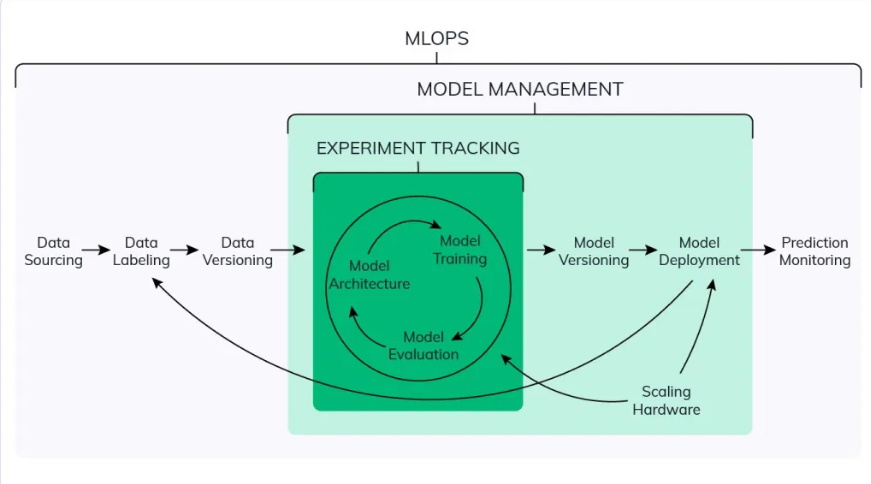 MLOPS
MODEL MANAGEMENT
EXPERIMENT TRACKING
Data
Sourcing
Data
Labeling
Data
Versioning
Model
Architecture
Model
Training
Model
Evaluation
Model
Versioning
Model
Deployment
Prediction
Monitoring
Scaling
Hardware